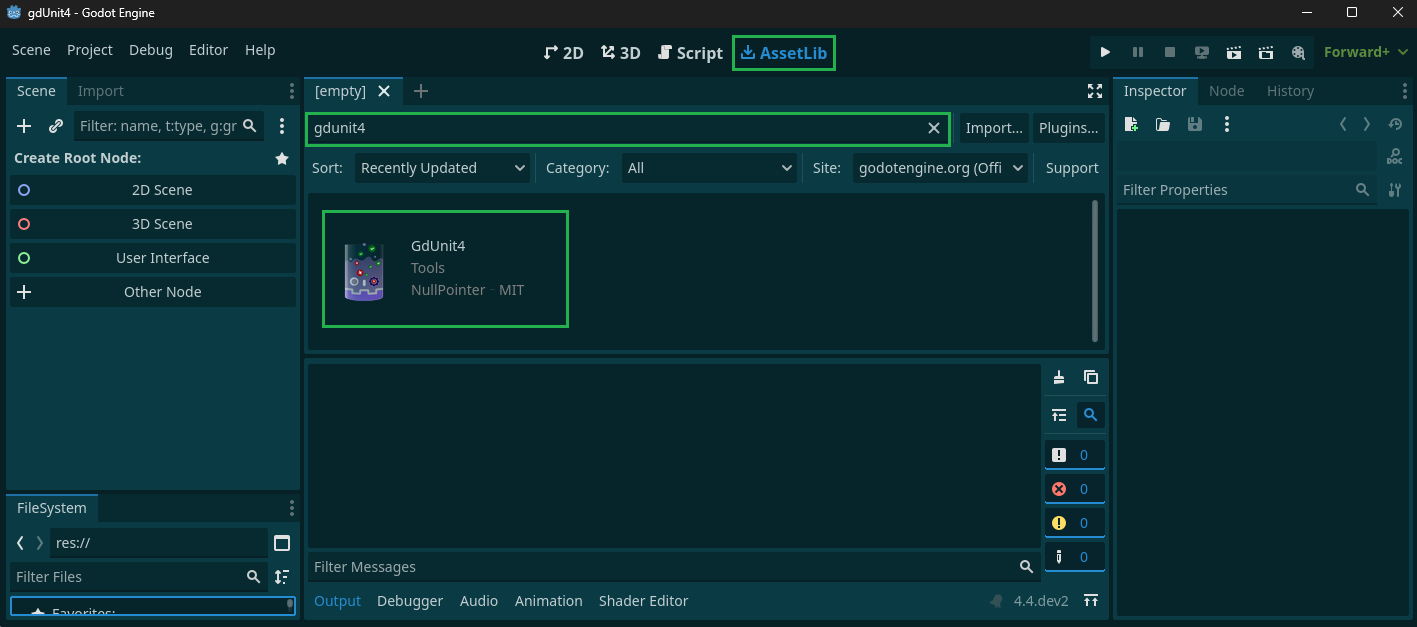 gdUnit4 - Godot Engine
Scene Project Debug Editor Help
2D 3D Script AssetLib
Forward+
Scene Import
Filter: name, t:type, g:gr
Create Root Node:
2D Scene
3D Scene
User Interface
Other Node
FileSystem
res://
Filter Files
Favorites:
[empty]
gdunit4
Import... Plugins...
Sort: Recently Updated Category: All Site: godotengine.org (Offi Support
GdUnit4
Tools
NullPointer - MIT
0
0
0
0
Filter Messages
Output Debugger Audio Animation Shader Editor 4.4.dev2
Inspector Node History
DOC
Filter Properties